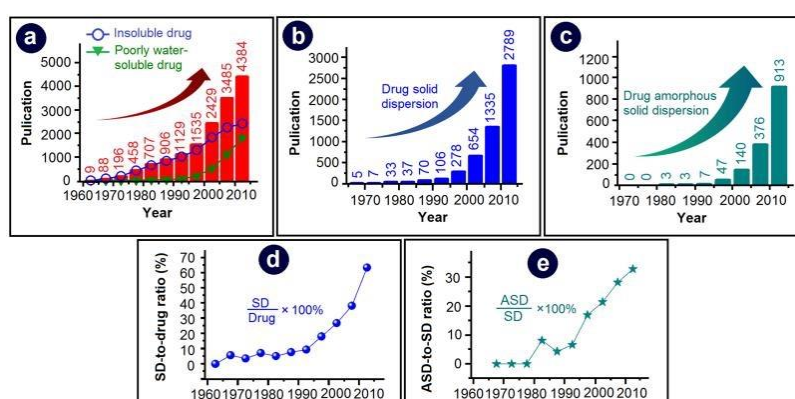 a
Insoluble drug
Poorly water-
soluble drug
Pulication
5000
4000
3000
2000
1000
0
9
88
196
458
707
906
1129
1535
2429
3485
4384
1960 1970 1980 1990 2000 2010
Year
b
Drug solid
dispersion
Pulication
3000
2500
2000
1500
1000
500
0
5
7
33
37
70
106
278
654
1335
2789
1970 1980 1990 2000 2010
Year
c
Drug amorphous
solid dispersion
Pulication
1200
1000
800
600
400
200
0
0
0
3
3
7
47
140
376
913
1970 1980 1990 2000 2010
Year
d
SD-to-drug ratio (%)
70
60
50
40
30
20
10
0
SD
Drug
× 100%
1960 1970 1980 1990 2000 2010
e
ASD-to-SD ratio (%)
30
20
10
0
ASD
SD
×100%
1960 1970 1980 1990 2000 2010